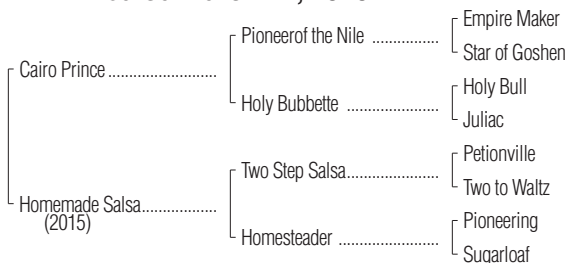 Empire Maker
Pioneerof the Nile ..................
Star of Goshen
Cairo Prince ..........................
Holy Bull
Holy Bubbette .........................
Juliac
Petionville
Two Step Salsa.........................
Two to Waltz
Homemade Salsa..................
(2015)
Pioneering
Homesteader ...........................
Sugarloaf